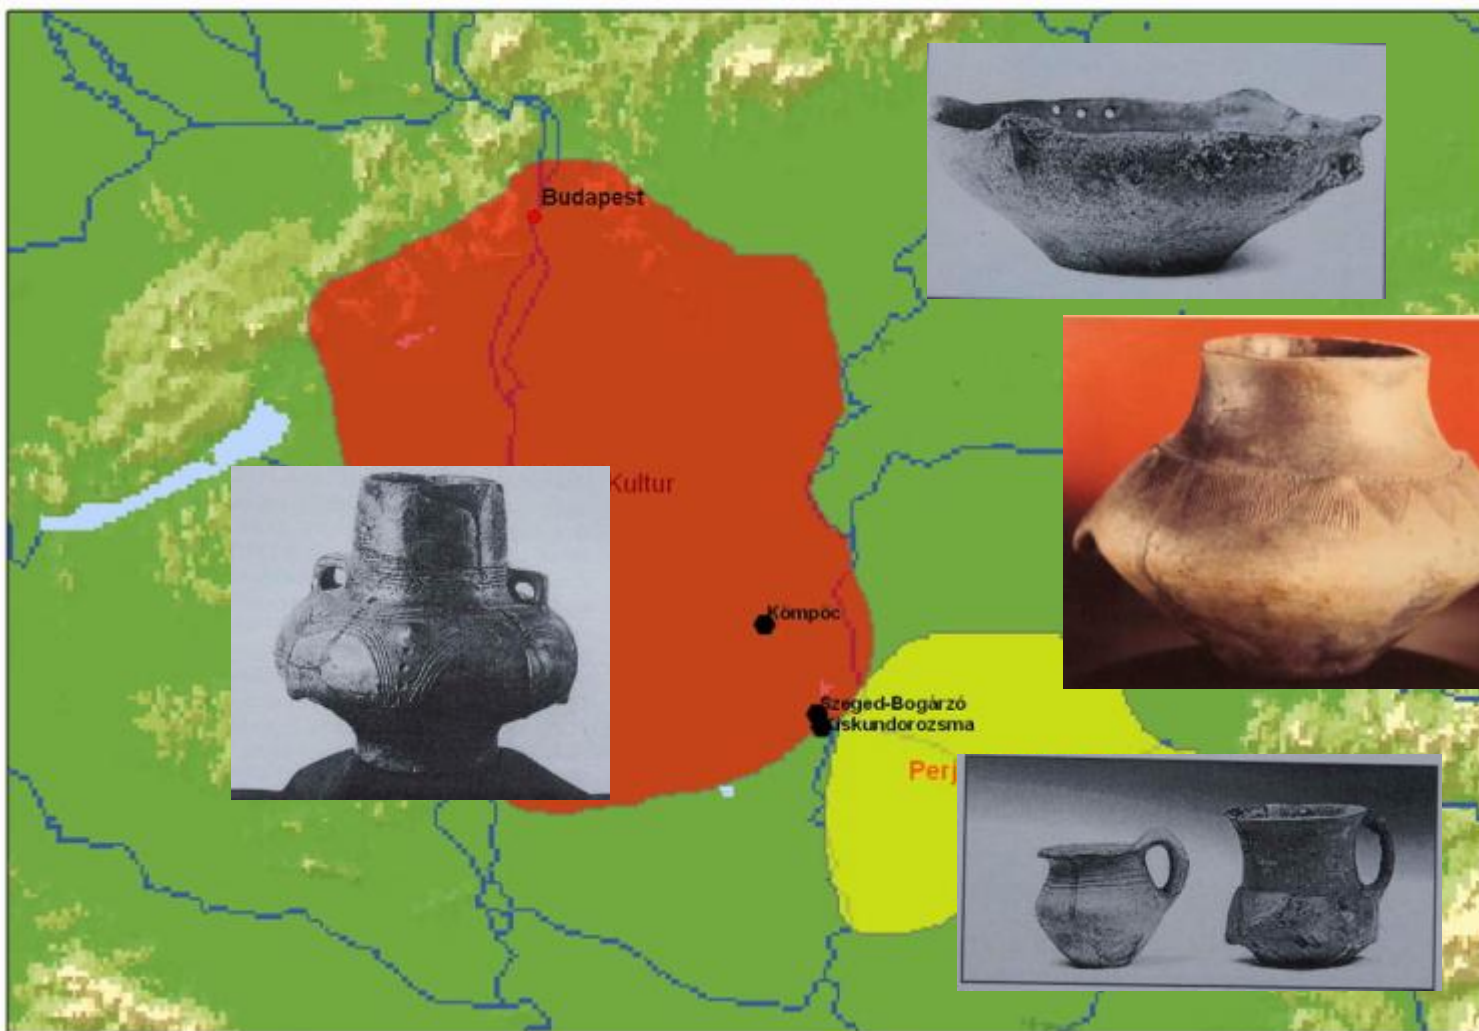 Budapest
Kultur
Kömpöc
Szeged-Bogárzó
Kiskundorozsma
Perj